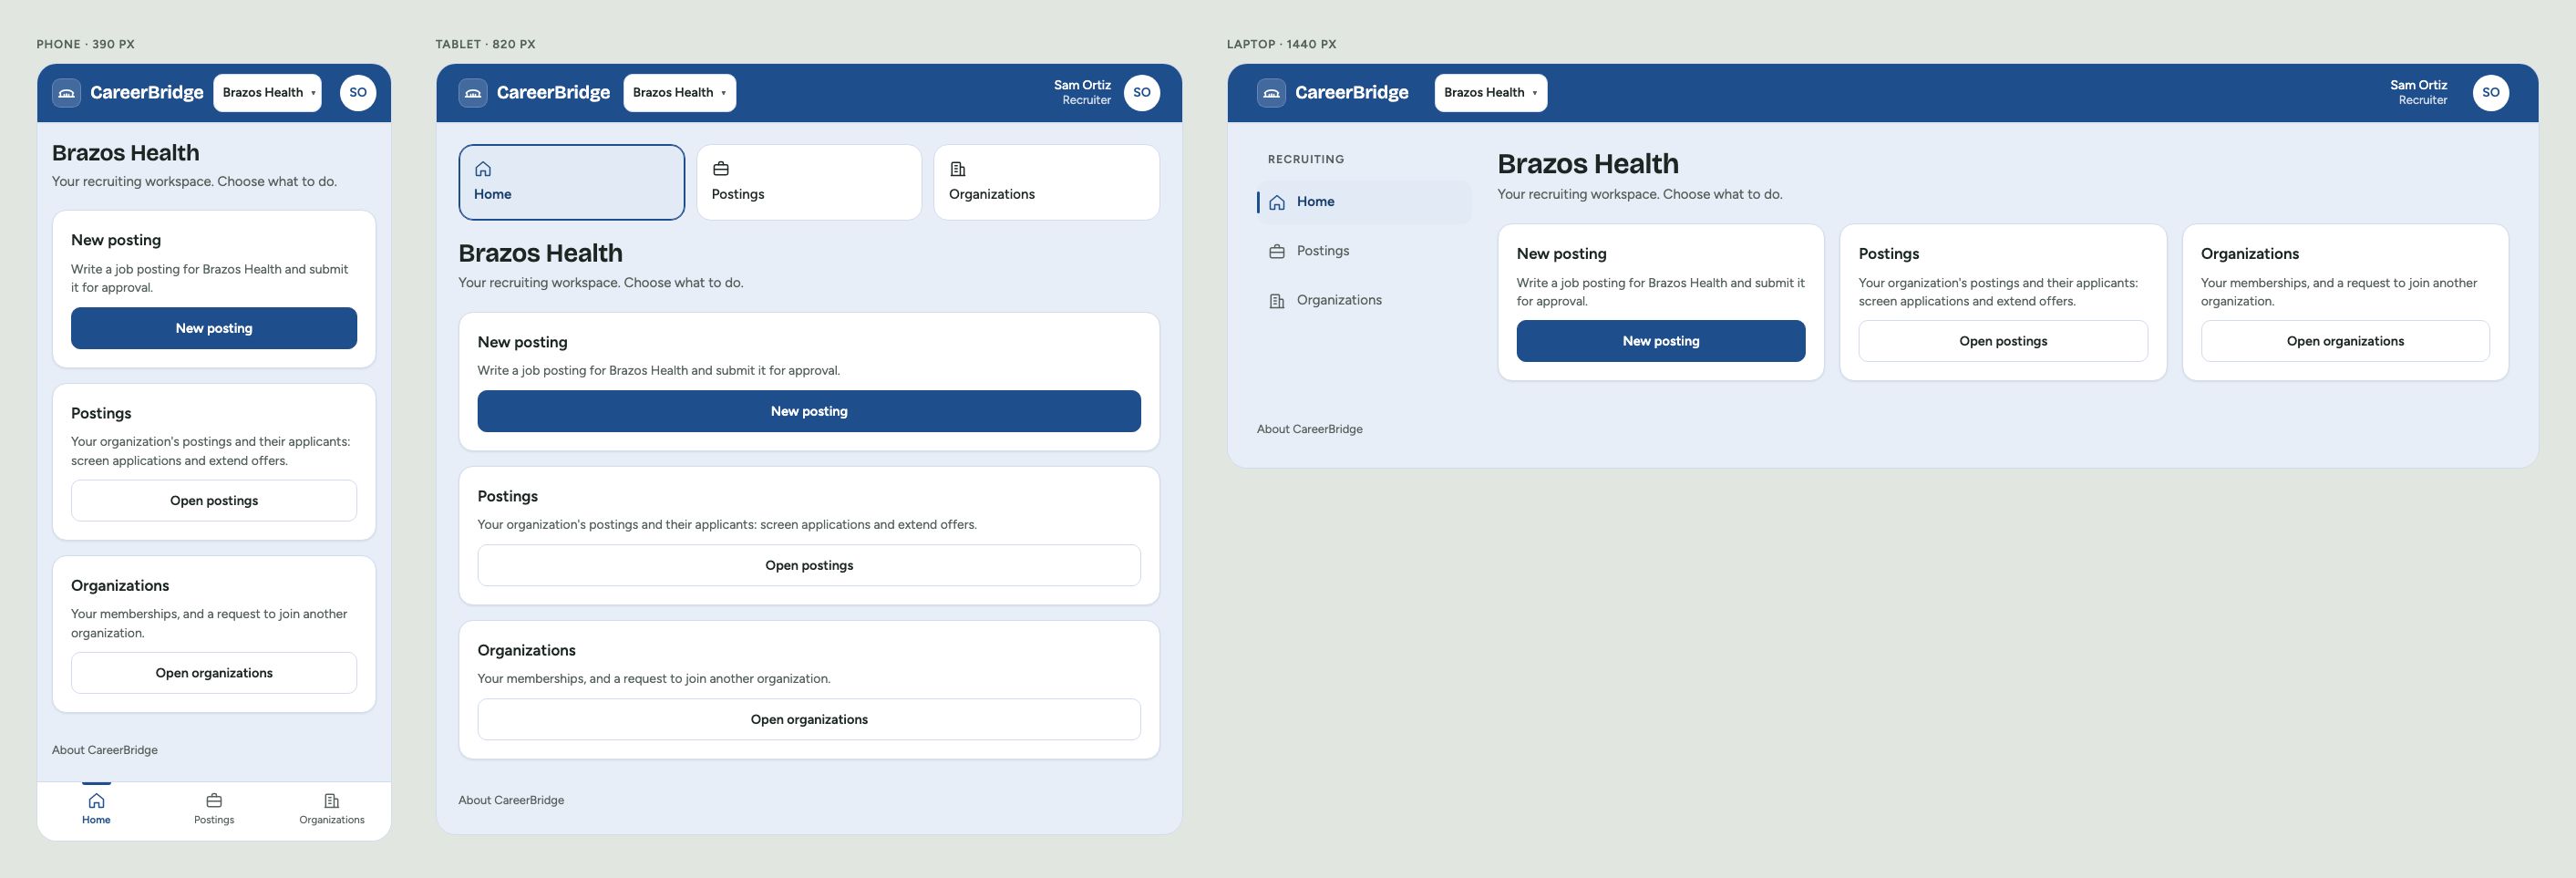 PHONE · 390 PX
CareerBridge
Brazos Health ▾
SO
Brazos Health
Your recruiting workspace. Choose what to do.
New posting
Write a job posting for Brazos Health and submit
it for approval.
New posting
Postings
Your organization's postings and their applicants:
screen applications and extend offers.
Open postings
Organizations
Your memberships, and a request to join another
organization.
Open organizations
About CareerBridge
Home
Postings
Organizations
TABLET · 820 PX
CareerBridge
Brazos Health ▾
Sam Ortiz
Recruiter
SO
Home
Postings
Organizations
Brazos Health
Your recruiting workspace. Choose what to do.
New posting
Write a job posting for Brazos Health and submit it for approval.
New posting
Postings
Your organization's postings and their applicants: screen applications and extend offers.
Open postings
Organizations
Your memberships, and a request to join another organization.
Open organizations
About CareerBridge
LAPTOP · 1440 PX
CareerBridge
Brazos Health ▾
Sam Ortiz
Recruiter
SO
RECRUITING
Home
Postings
Organizations
Brazos Health
Your recruiting workspace. Choose what to do.
New posting
Write a job posting for Brazos Health and submit it
for approval.
New posting
Postings
Your organization's postings and their applicants:
screen applications and extend offers.
Open postings
Organizations
Your memberships, and a request to join another
organization.
Open organizations
About CareerBridge